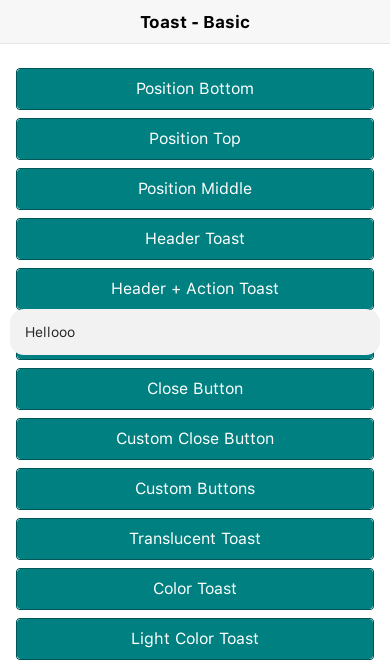 Toast - Basic
Position Bottom
Position Top
Position Middle
Header Toast
Header + Action Toast
Hellooo
Close Button
Custom Close Button
Custom Buttons
Translucent Toast
Color Toast
Light Color Toast